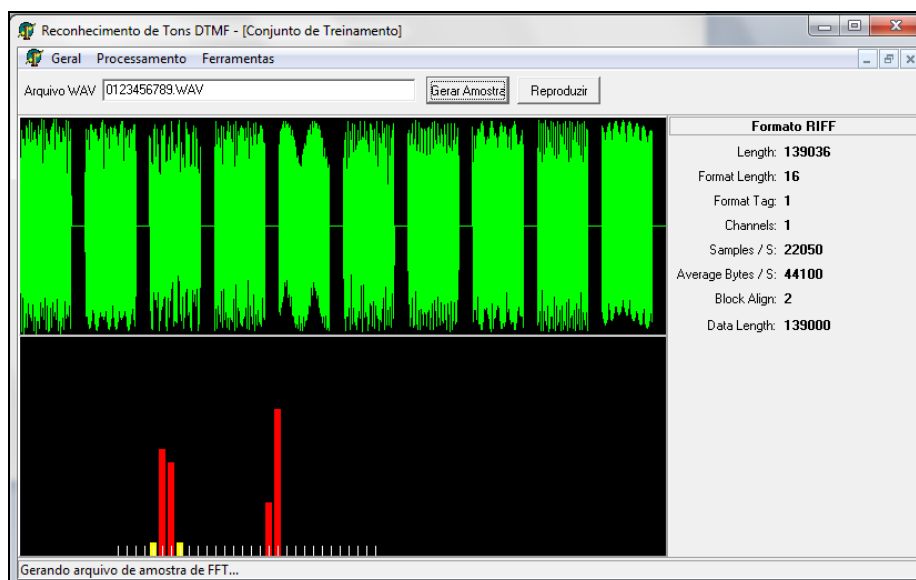 Reconhecimento de Tons DTMF - [Conjunto de Treinamento]
Geral Processamento Ferramentas
Arquivo WAV 0123456789.WAV Gerar Amostra Reproduzir
Formato RIFF
Length: 139036
Format Length: 16
Format Tag: 1
Channels: 1
Samples / S: 22050
Average Bytes / S: 44100
Block Align: 2
Data Length: 139000
Gerando arquivo de amostra de FFT...